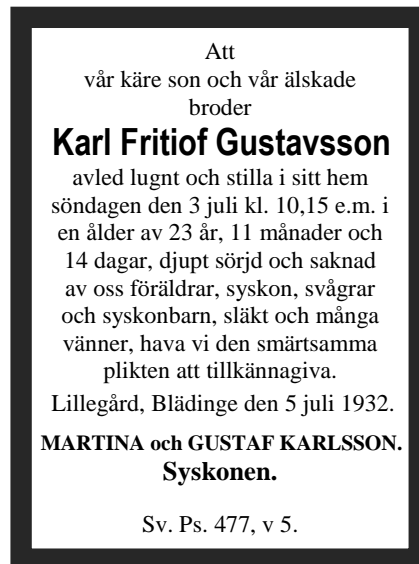 Att
vår käre son och vår älskade
broder
Karl Fritiof Gustavsson
avled lugnt och stilla i sitt hem
söndagen den 3 juli kl. 10,15 e.m. i
en ålder av 23 år, 11 månader och
14 dagar, djupt sörjd och saknad
av oss föräldrar, syskon, svågrar
och syskonbarn, släkt och många
vänner, hava vi den smärtsamma
plikten att tillkännagiva.
Lillegård, Blädinge den 5 juli 1932.
MARTINA och GUSTAF KARLSSON.
Syskonen.
Sv. Ps. 477, v 5.